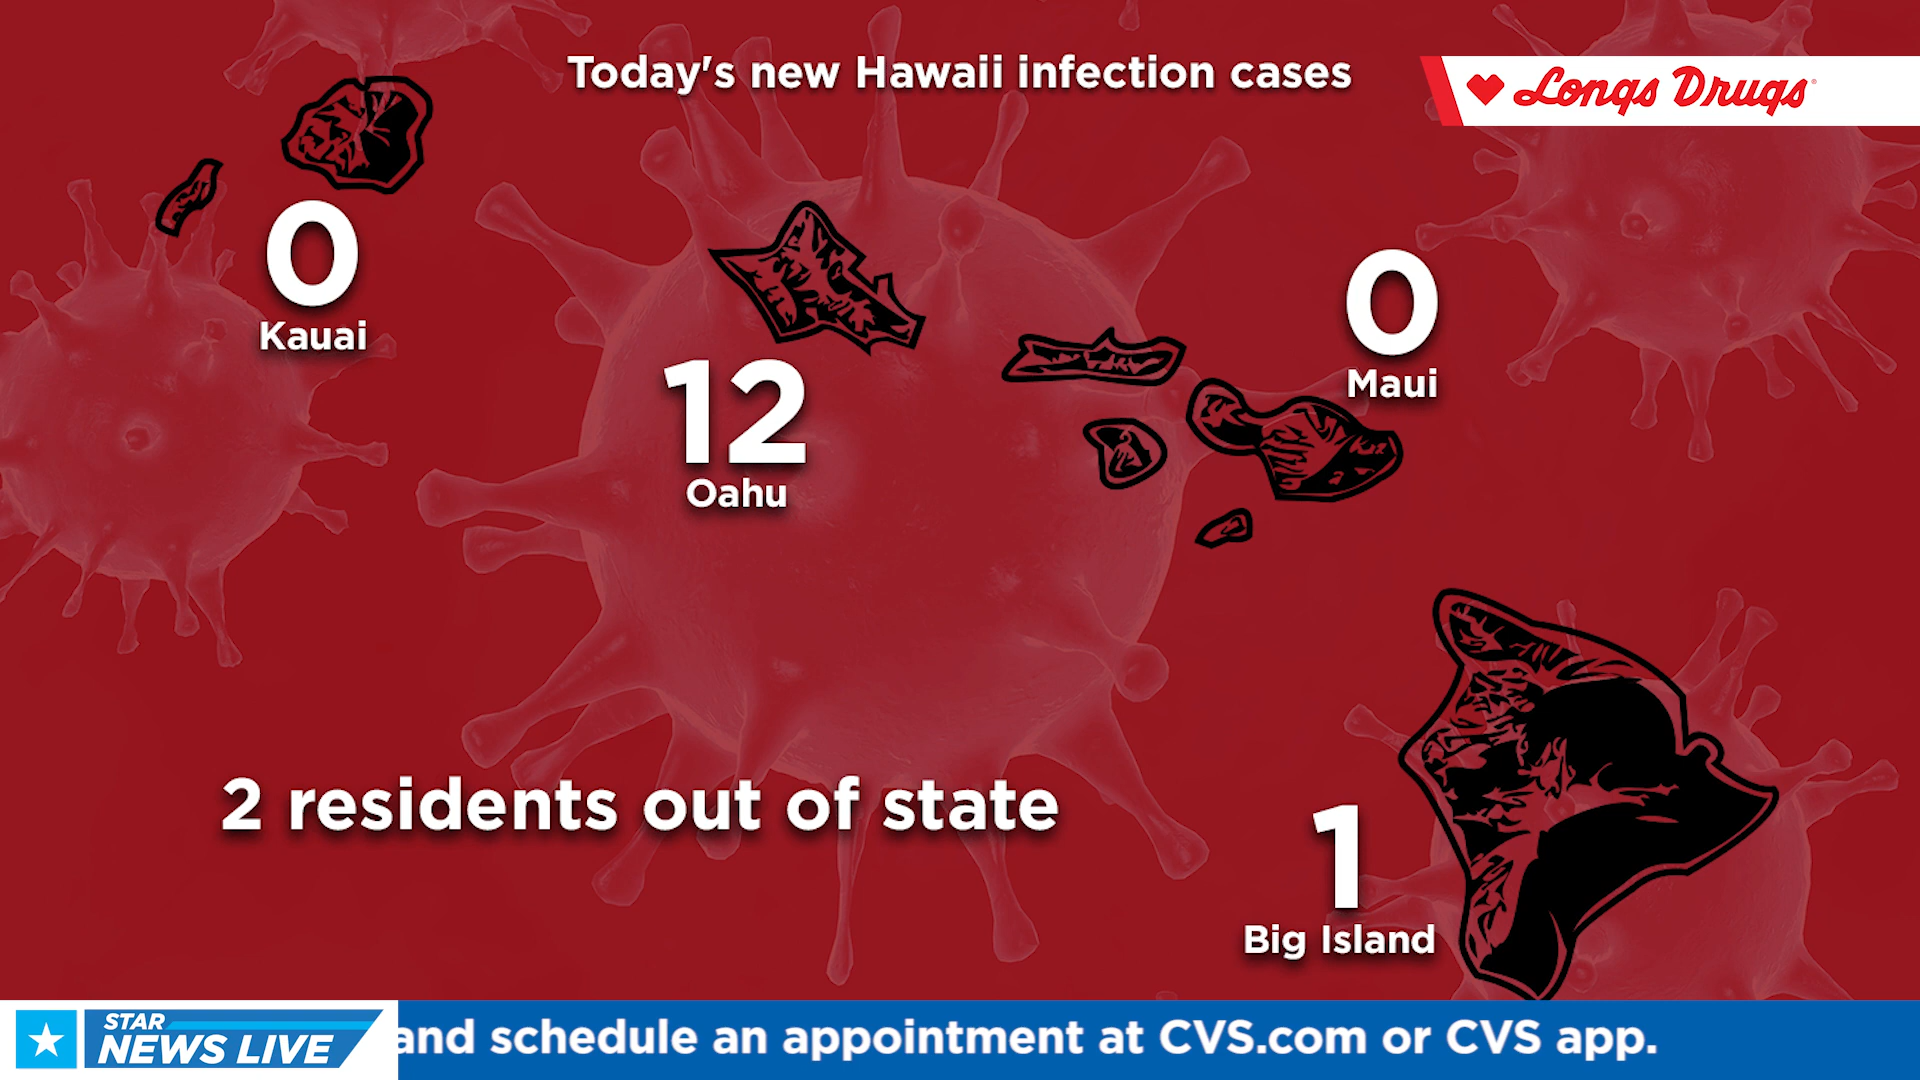 Today's new Hawaii infection cases
Longs Drugs
0
Kauai
12
Oahu
0
Maui
2 residents out of state
1
Big Island
STAR
NEWS LIVE
and schedule an appointment at CVS.com or CVS app.